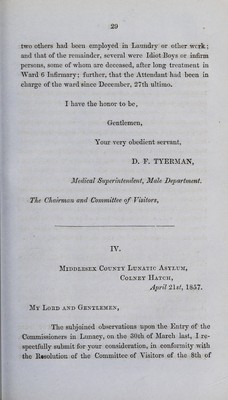 29
two others had been employed in Laundry or other work;
and that of the remainder, several were Idiot Boys or infirm
persons, some of whom are deceased, after long treatment in
Ward 6 Infirmary; further, that the Attendant had been in
charge of the ward since December, 27th ultimo.
I have the honor to be,
Gentlemen,
Your very obedient servant,
D. F. TYERMAN,
Medical Superintendent, Male Department.
The Chairman and Committee of Visitors,
IV.
MIDDLESEX COUNTY LUNATIC ASYLUM,
COLNEY HATCH,
April 21st, 1857.
MY LORD AND GENTLEMEN,
The subjoined observations upon the Entry of the
Commissioners in Lunacy, on the 30th of March last, I re-
spectfully submit for your consideration, in conformity with
the Resolution of the Committee of Visitors of the 8th of